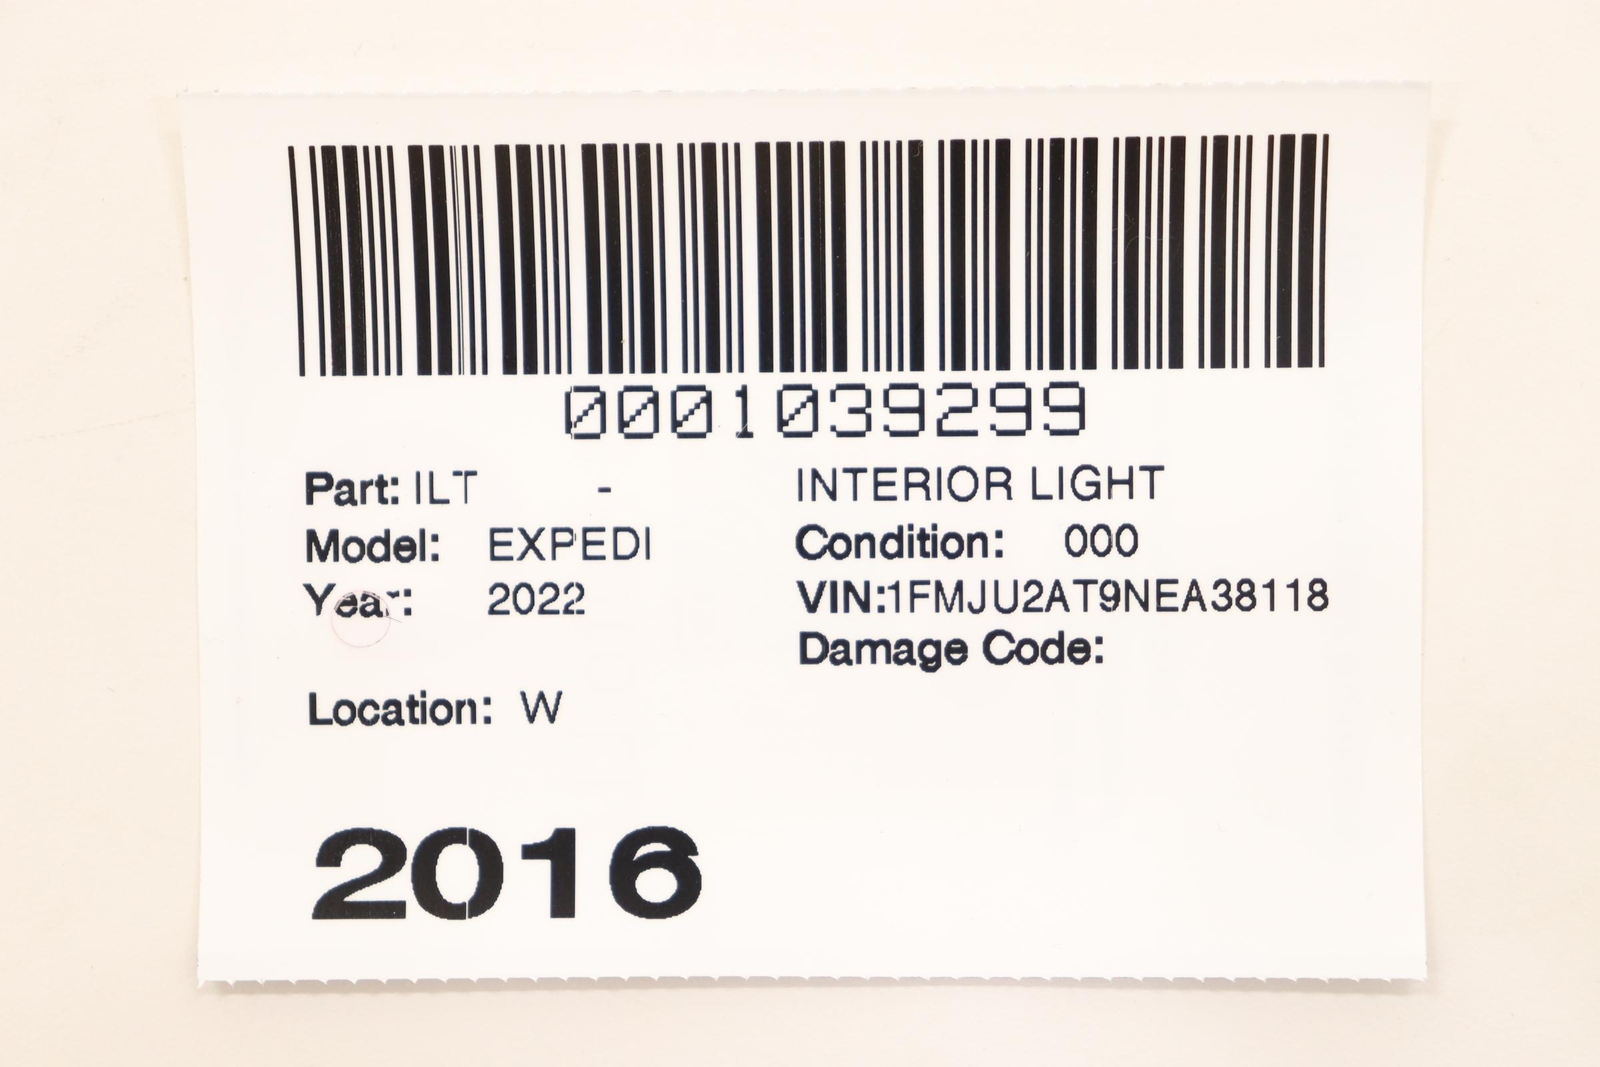 0001039299
Part: ILT - INTERIOR LIGHT
Model: EXPEDI Condition: 000
Year: 2022 VIN:1FMJU2AT9NEA38118
Damage Code:
Location: W
2016